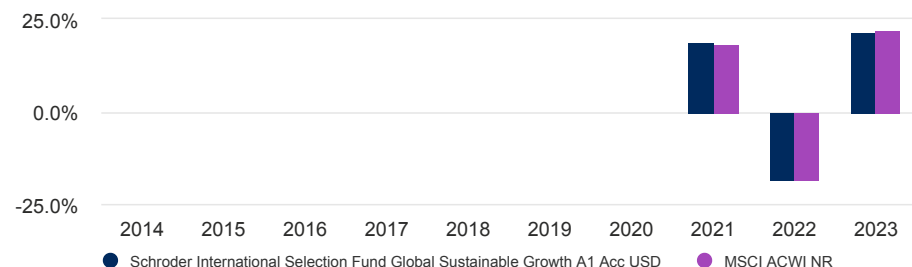 25.0%
0.0%
-25.0%
2014 2015 2016 2017 2018 2019 2020 2021 2022 2023
Schroder International Selection Fund Global Sustainable Growth A1 Acc USD MSCI ACWI NR